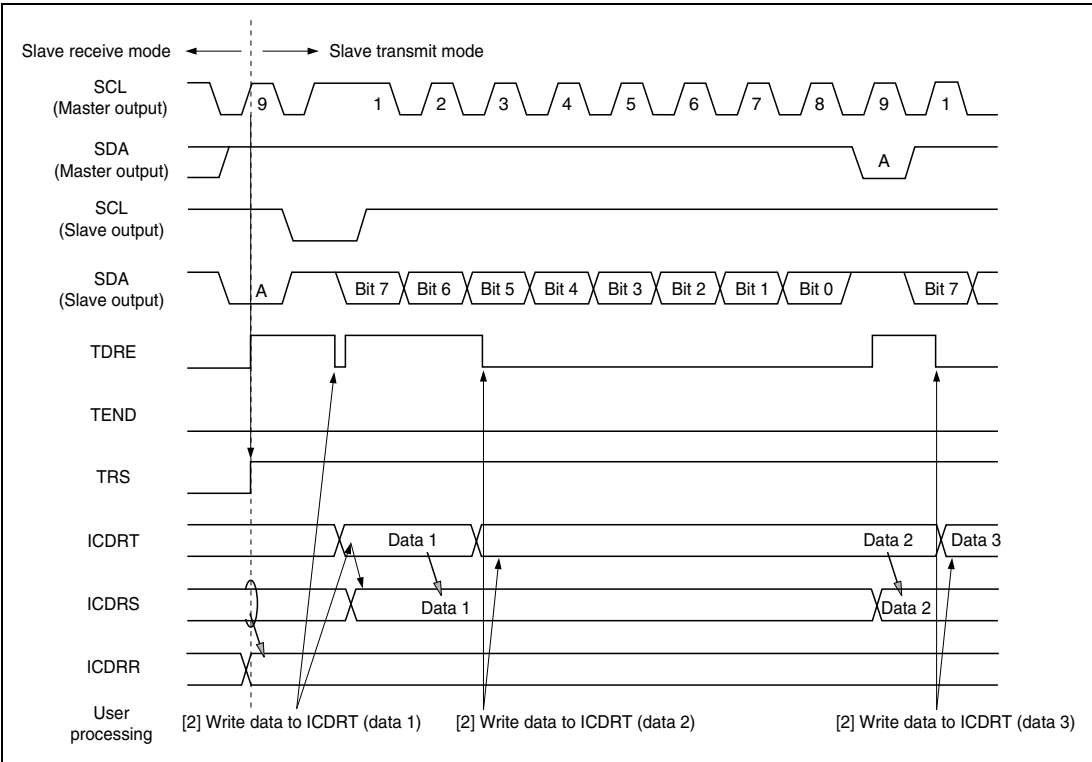 Slave receive mode Slave transmit mode
SCL
(Master output)
9 1 2 3 4 5 6 7 8 9 1
SDA
(Master output)
A
SCL
(Slave output)
SDA
(Slave output)
A Bit 7 Bit 6 Bit 5 Bit 4 Bit 3 Bit 2 Bit 1 Bit 0 Bit 7
TDRE
TEND
TRS
ICDRT
Data 1 Data 2 Data 3
ICDRS
Data 1 Data 2
ICDRR
User
processing
[2] Write data to ICDRT (data 1) [2] Write data to ICDRT (data 2) [2] Write data to ICDRT (data 3)